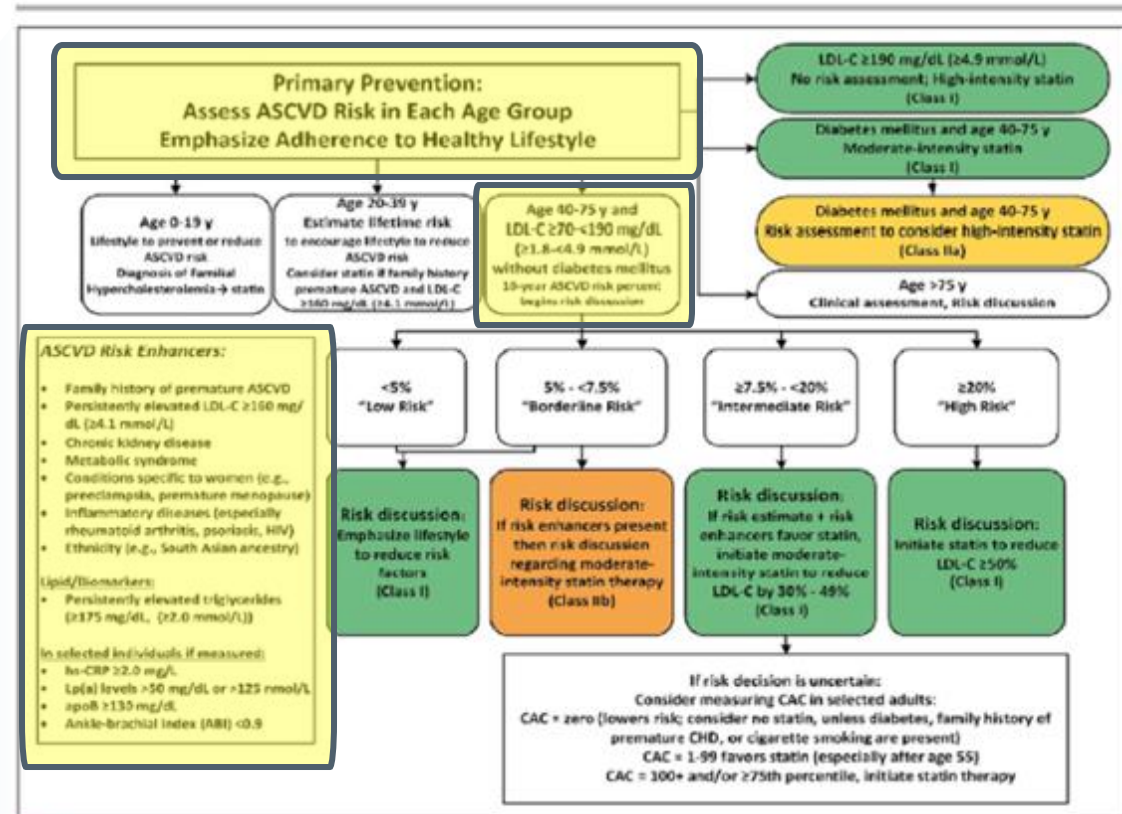 Primary Prevention:
Assess ASCVD Risk in Each Age Group
Emphasize Adherence to Healthy Lifestyle
LDL-C ≥190 mg/dL (≥4.9 mmol/L)
No risk assessment; High-intensity statin
(Class I)
Diabetes mellitus and age 40-75 y
Moderate-intensity statin
(Class I)
Diabetes mellitus and age 40-75 y
Risk assessment to consider high-intensity statin
(Class IIa)
Age >75 y
Clinical assessment, Risk discussion
Age 0-19 y
Lifestyle to prevent or reduce
ASCVD risk
Diagnosis of Familial
Hypercholesterolemia→ statin
Age 20-39 y
Estimate lifetime risk
to encourage lifestyle to reduce
ASCVD risk
Consider statin if family history
premature ASCVD and LDL-C
≥160 mg/dL (≥4.1 mmol/L)
Age 40-75 y and
LDL-C ≥70-<190 mg/dL
(≥1.8-<4.9 mmol/L)
without diabetes mellitus
10-year ASCVD risk percent
begins risk discussion
ASCVD Risk Enhancers:
• Family history of premature ASCVD
• Persistently elevated LDL-C ≥160 mg/
dL (≥4.1 mmol/L)
• Chronic kidney disease
• Metabolic syndrome
• Conditions specific to women (e.g.,
preeclampsia, premature menopause)
• Inflammatory diseases (especially
rheumatoid arthritis, psoriasis, HIV)
• Ethnicity (e.g., South Asian ancestry)
Lipid/Biomarkers:
• Persistently elevated triglycerides
(≥175 mg/dL, (≥2.0 mmol/L))
In selected individuals if measured:
• hs-CRP ≥2.0 mg/L
• Lp(a) levels >50 mg/dL or >125 nmol/L
• apoB ≥130 mg/dL
• Ankle-brachial index (ABI) <0.9
<5%
"Low Risk"
5% - <7.5%
"Borderline Risk"
≥7.5% - <20%
"Intermediate Risk"
≥20%
"High Risk"
Risk discussion:
Emphasize lifestyle
to reduce risk
factors
(Class I)
Risk discussion:
If risk enhancers present
then risk discussion
regarding moderate-
intensity statin therapy
(Class IIb)
Risk discussion:
If risk estimate + risk
enhancers favor statin,
initiate moderate-
intensity statin to reduce
LDL-C by 30% - 49%
(Class I)
Risk discussion:
Initiate statin to reduce
LDL-C ≥50%
(Class I)
If risk decision is uncertain:
Consider measuring CAC in selected adults:
CAC = zero (lowers risk; consider no statin, unless diabetes, family history of
premature CHD, or cigarette smoking are present)
CAC = 1-99 favors statin (especially after age 55)
CAC = 100+ and/or ≥75th percentile, initiate statin therapy